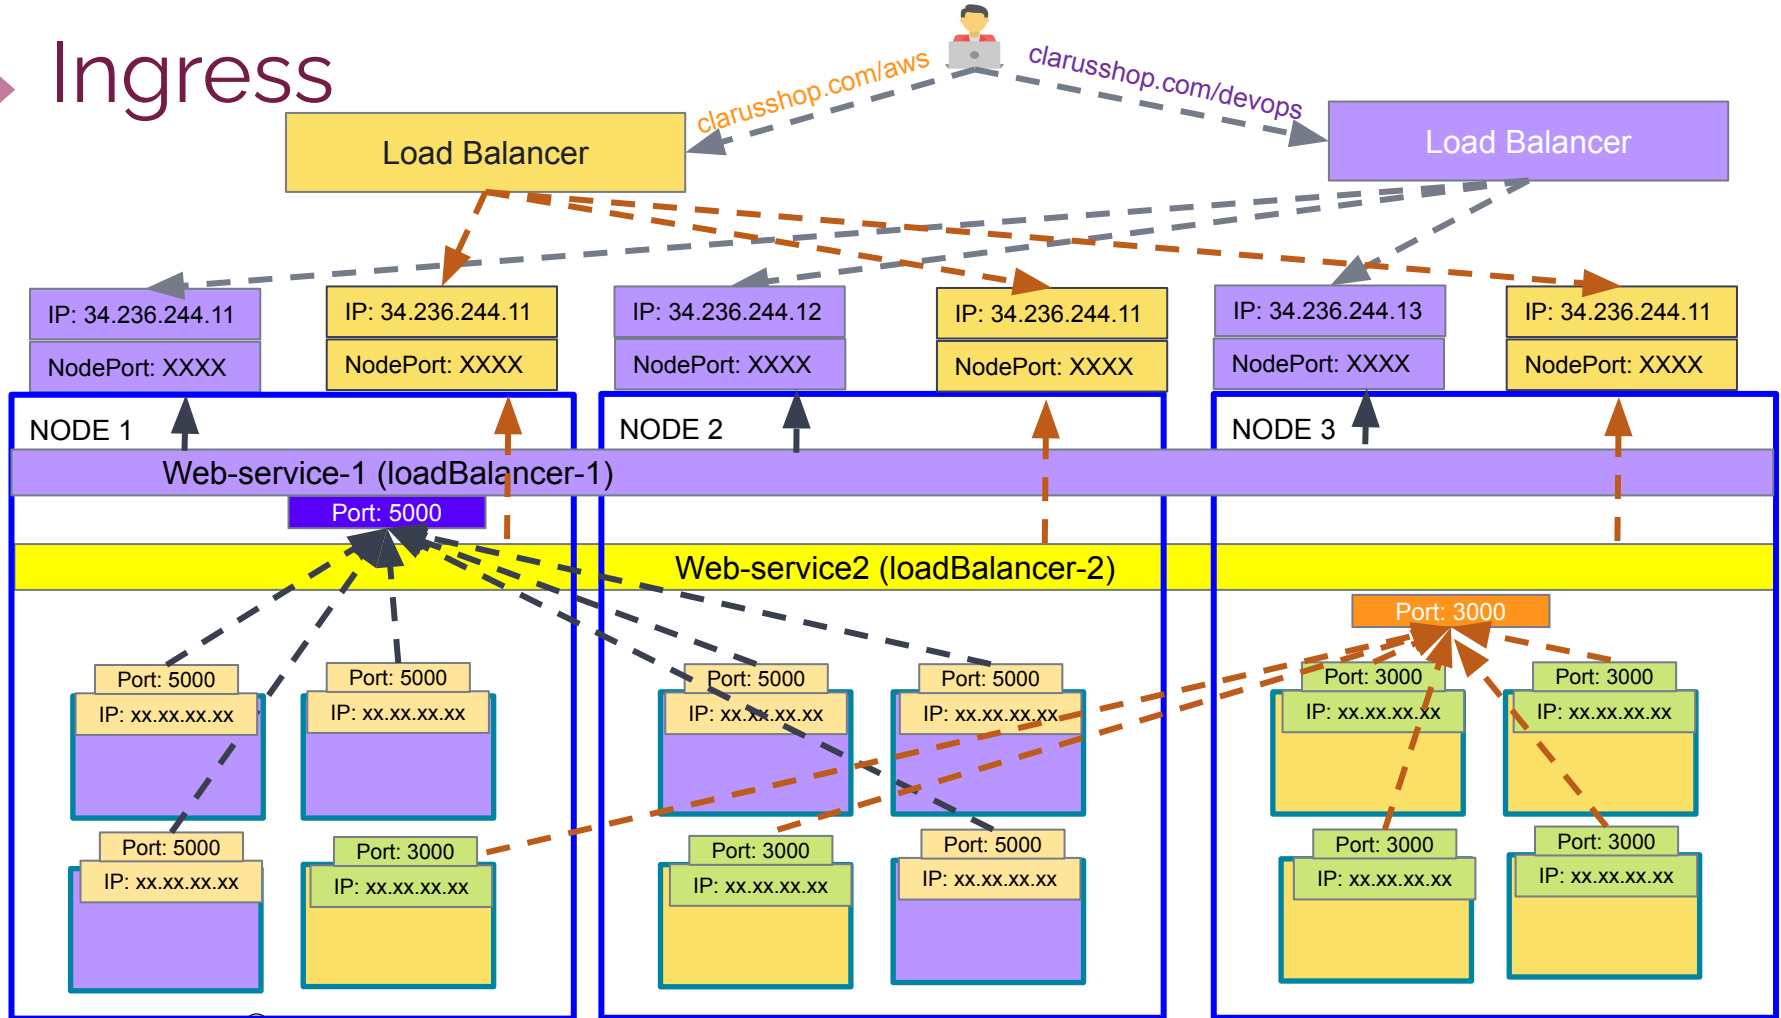 Ingress
clarusshop.com/aws
clarusshop.com/devops
Load Balancer
Load Balancer
IP: 34.236.244.11
NodePort: XXXX
IP: 34.236.244.11
NodePort: XXXX
IP: 34.236.244.12
NodePort: XXXX
IP: 34.236.244.11
NodePort: XXXX
IP: 34.236.244.13
NodePort: XXXX
IP: 34.236.244.11
NodePort: XXXX
NODE 1
NODE 2
NODE 3
Web-service-1 (loadBalancer-1)
Port: 5000
Web-service2 (loadBalancer-2)
Port: 3000
Port: 5000
IP: xx.xx.xx.xx
Port: 5000
IP: xx.xx.xx.xx
Port: 5000
IP: xx.xx.xx.xx
Port: 5000
IP: xx.xx.xx.xx
Port: 3000
IP: xx.xx.xx.xx
Port: 3000
IP: xx.xx.xx.xx
Port: 5000
IP: xx.xx.xx.xx
Port: 3000
IP: xx.xx.xx.xx
Port: 3000
IP: xx.xx.xx.xx
Port: 5000
IP: xx.xx.xx.xx
Port: 3000
IP: xx.xx.xx.xx
Port: 3000
IP: xx.xx.xx.xx